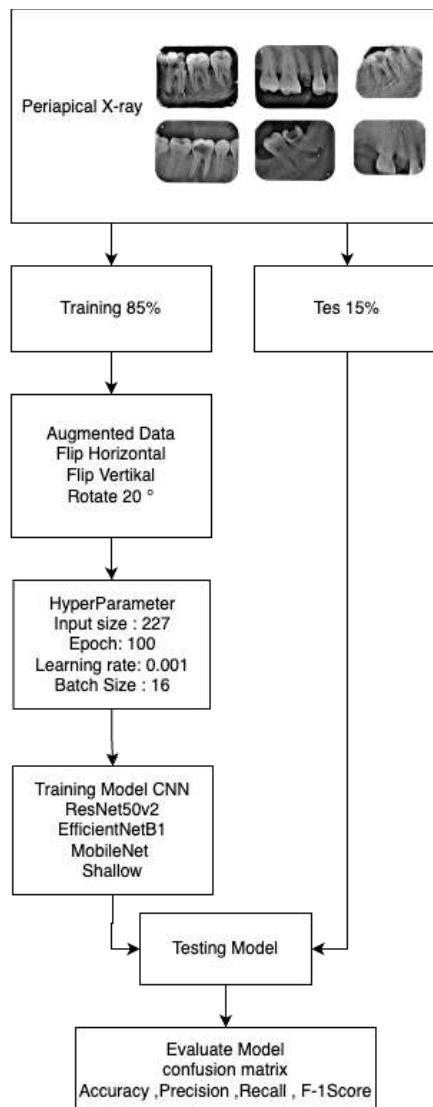 Periapical X-ray
Training 85%
Tes 15%
Augmented Data
Flip Horizontal
Flip Vertikal
Rotate 20 °
HyperParameter
Input size : 227
Epoch: 100
Learning rate: 0.001
Batch Size : 16
Training Model CNN
ResNet50v2
EfficientNetB1
MobileNet
Shallow
Testing Model
Evaluate Model
confusion matrix
Accuracy ,Precision ,Recall , F-1Score